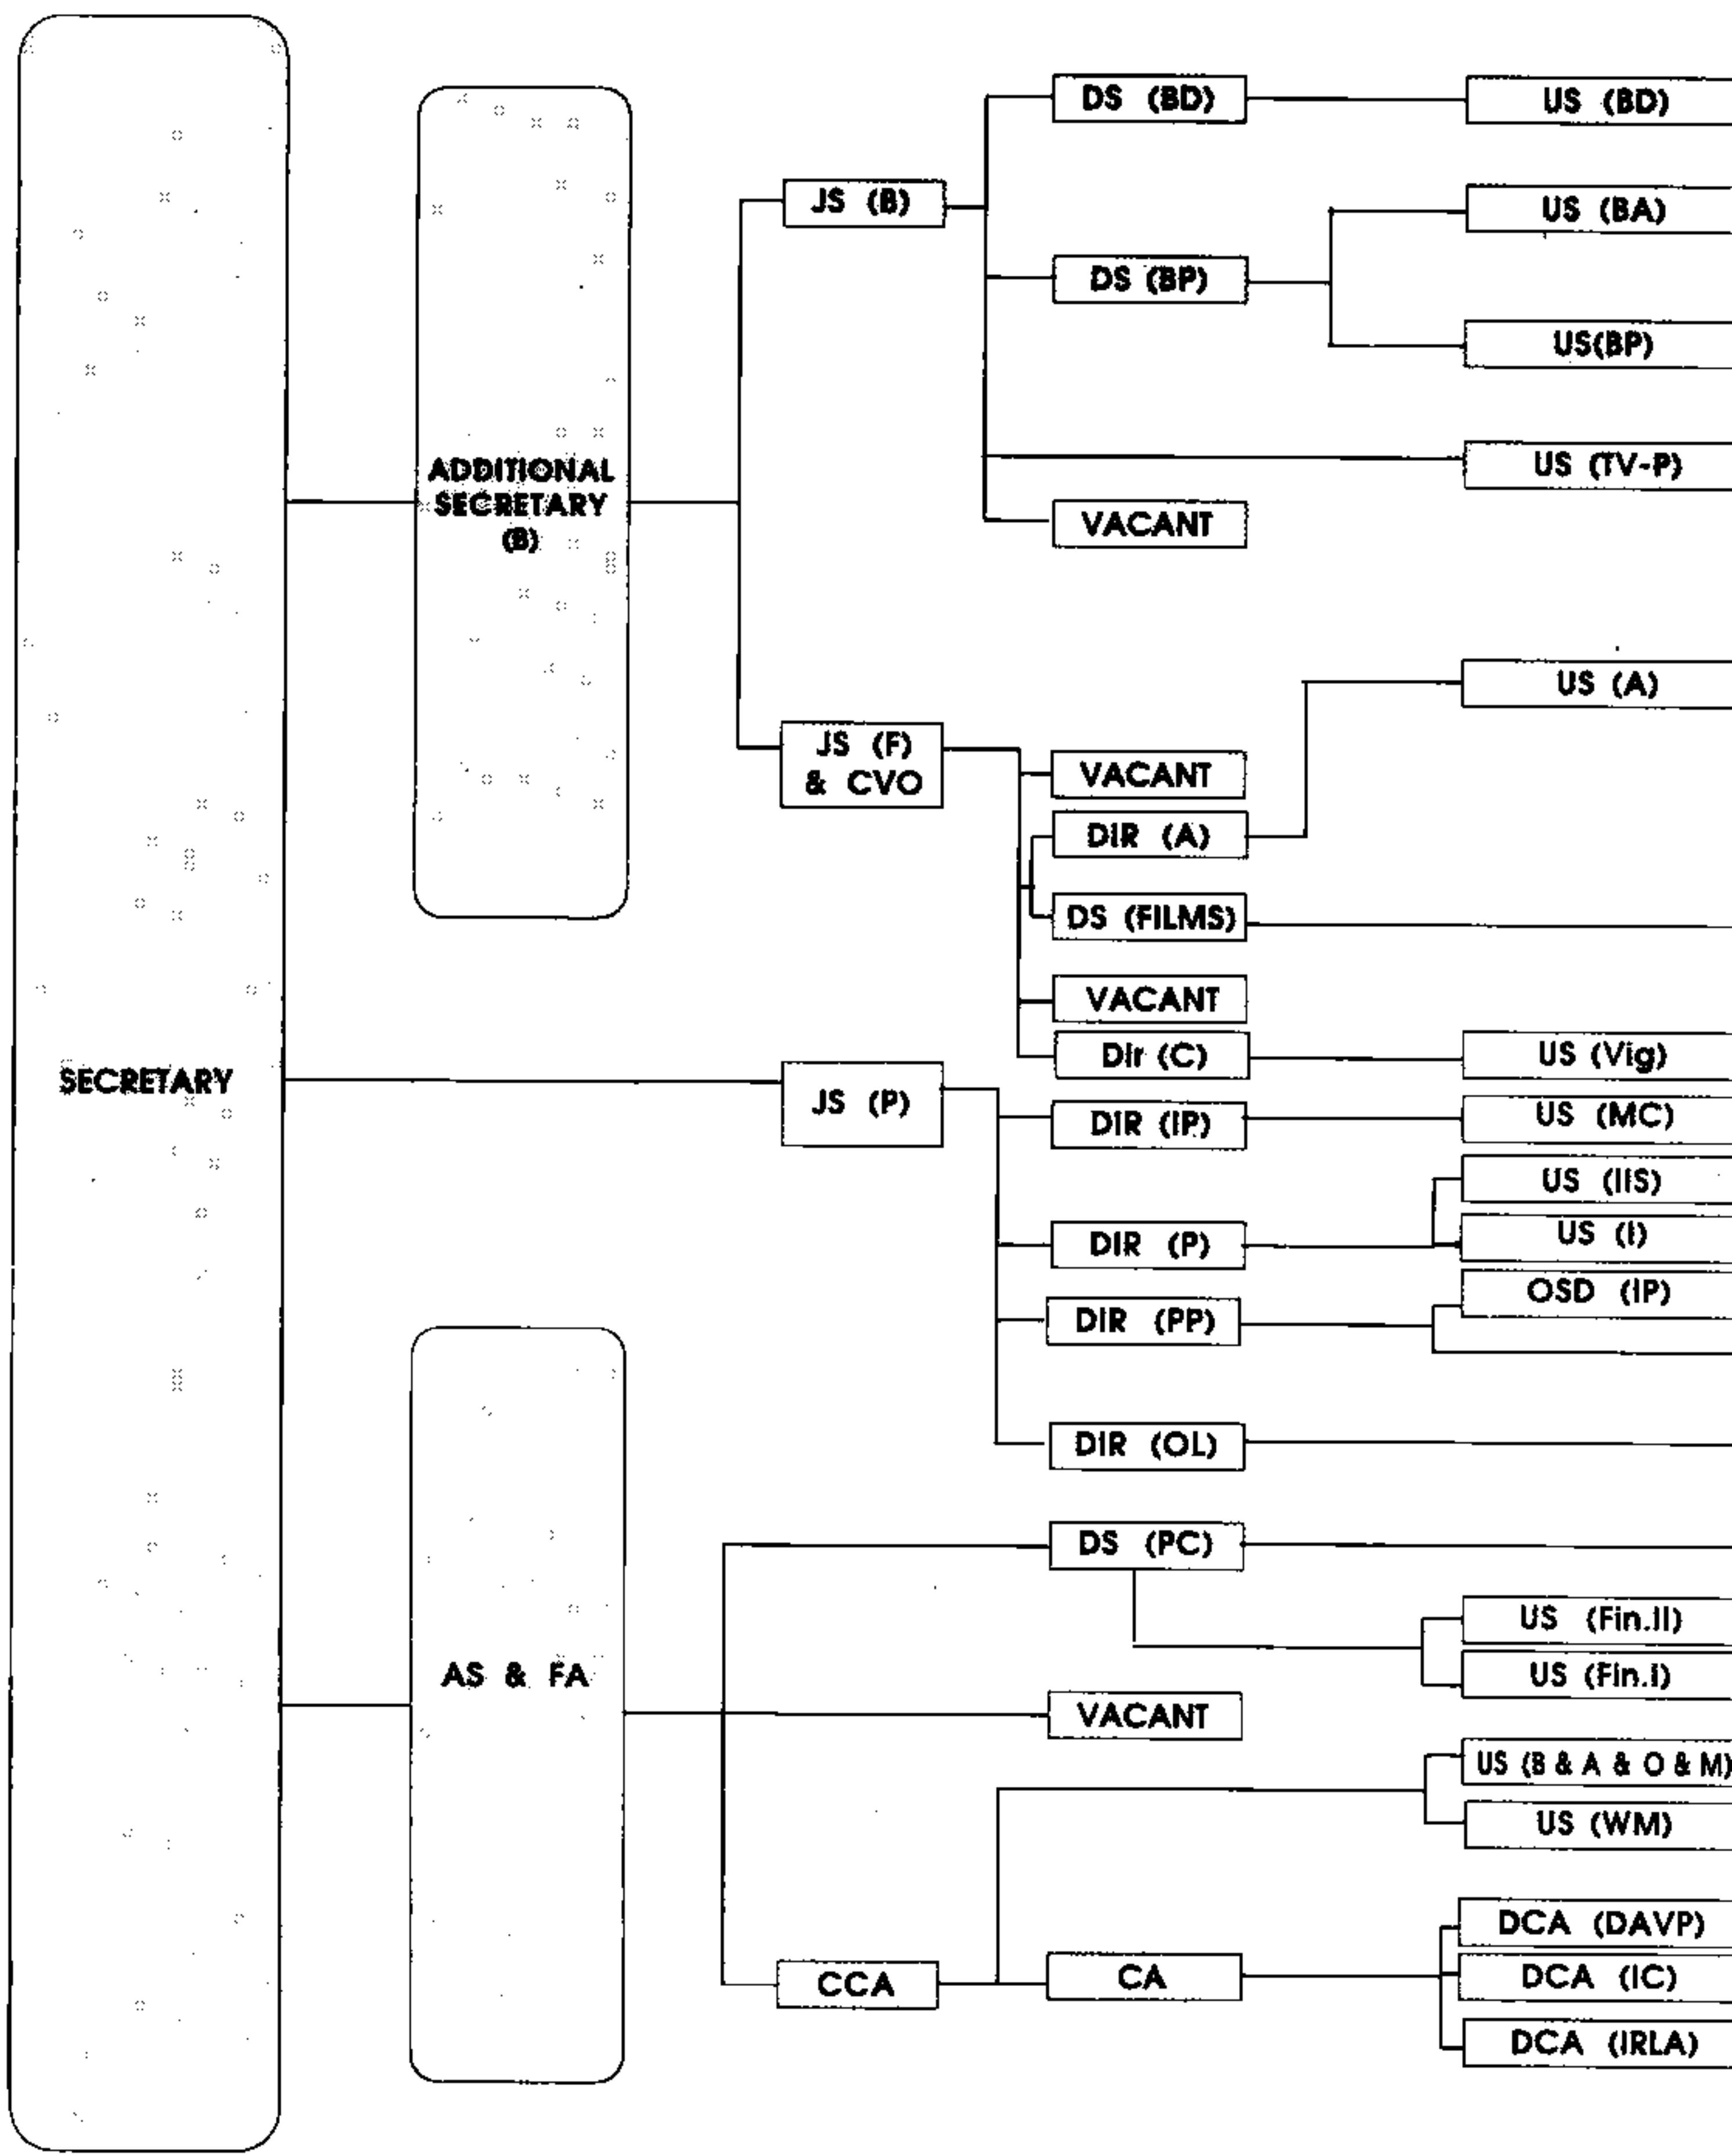 SECRETARY
ADDITIONAL
SECRETARY
(B)
AS & FA
JS (B)
JS (F)
& CVO
JS (P)
CCA
DS (BD)
DS (BP)
VACANT
VACANT
DIR (A)
DS (FILMS)
VACANT
Dir (C)
DIR (IP)
DIR (P)
DIR (PP)
DIR (OL)
DS (PC)
VACANT
CA
US (BD)
US (BA)
US(BP)
US (TV-P)
US (A)
US (Vig)
US (MC)
US (IIS)
US (I)
OSD (IP)
US (Fin.II)
US (Fin.I)
US (B & A & O & M)
US (WM)
DCA (DAVP)
DCA (IC)
DCA (IRLA)